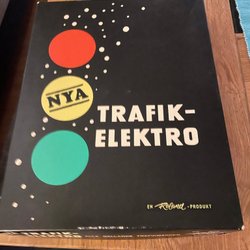 NYA
TRAFIK-
ELEKTRO
EN Roland-PRODUKT